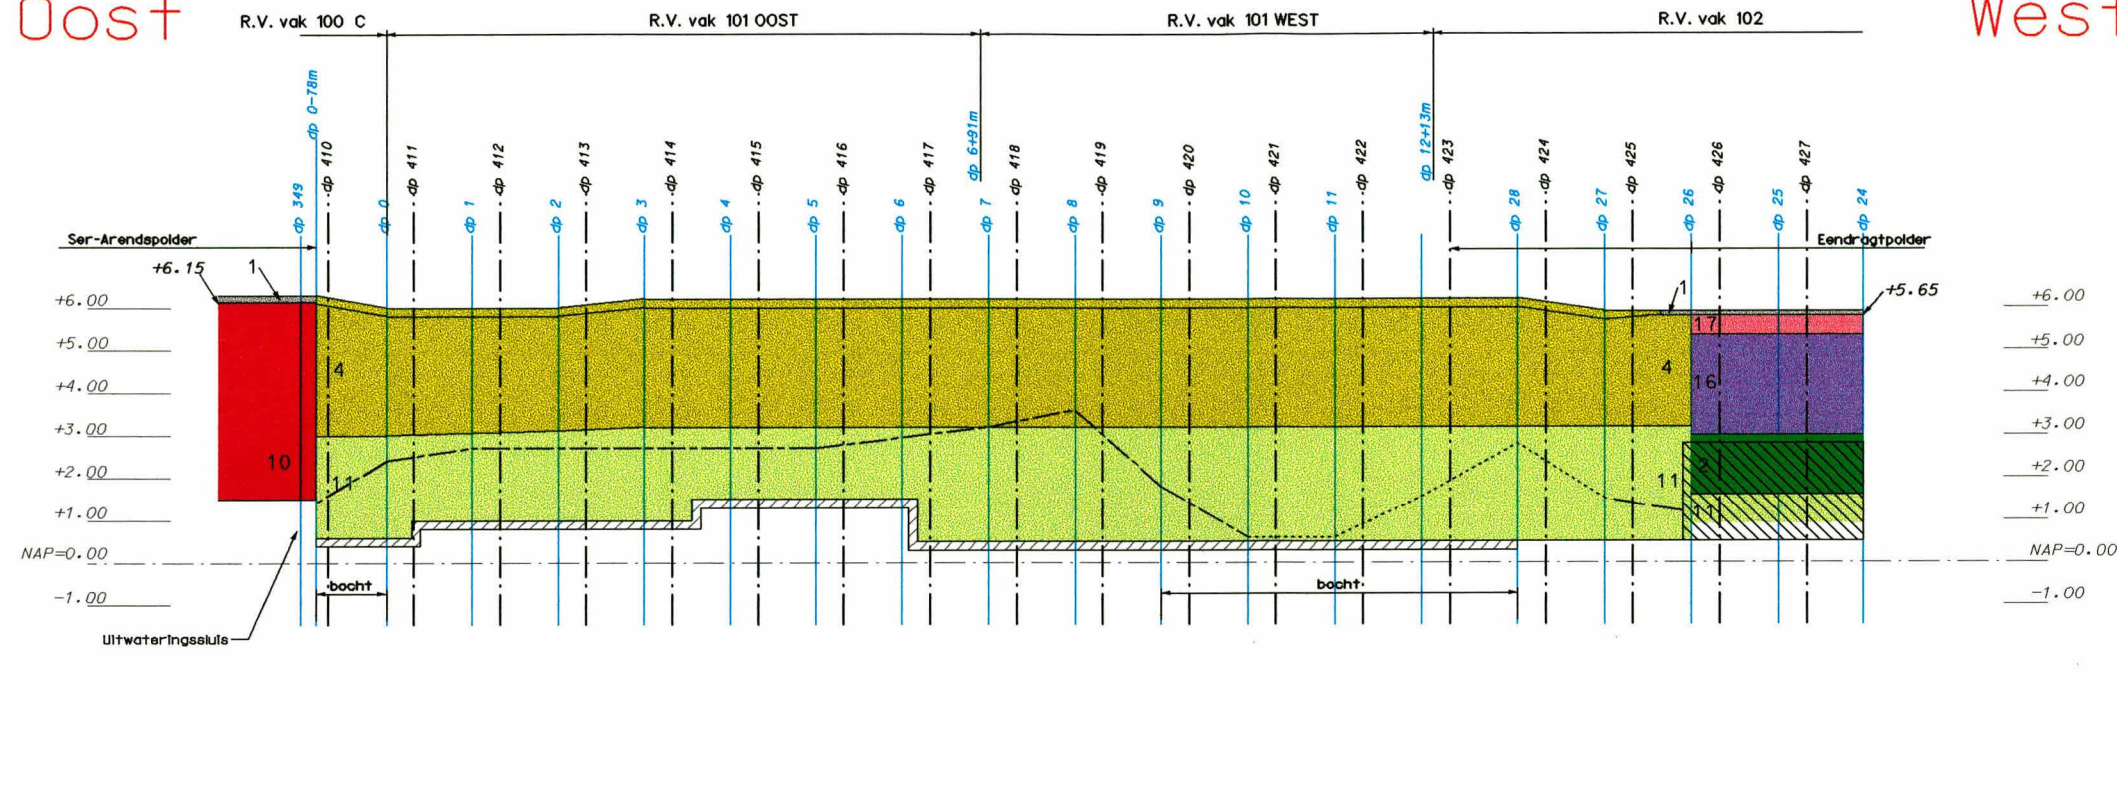 Oost
R.V. vak 100 C
R.V. vak 101 OOST
R.V. vak 101 WEST
R.V. vak 102
West
dp 349
dp 0-78m
dp 410
dp 0
dp 411
dp 1
dp 412
dp 2
dp 413
dp 3
dp 414
dp 4
dp 415
dp 5
dp 416
dp 6
dp 417
dp 6+91m
dp 7
dp 418
dp 8
dp 419
dp 9
dp 420
dp 10
dp 421
dp 11
dp 422
dp 12+13m
dp 423
dp 28
dp 424
dp 27
dp 425
dp 26
dp 426
dp 25
dp 427
dp 24
Ser-Arendspolder
Eendragtpolder
+6.15
1
1
+5.65
+6.00
+6.00
17
+5.00
+5.00
4
4
16
+4.00
+4.00
+3.00
+3.00
10
2
+2.00
+2.00
11
11
11
+1.00
+1.00
NAP=0.00
NAP=0.00
bocht
bocht
-1.00
-1.00
Uitwateringssluis